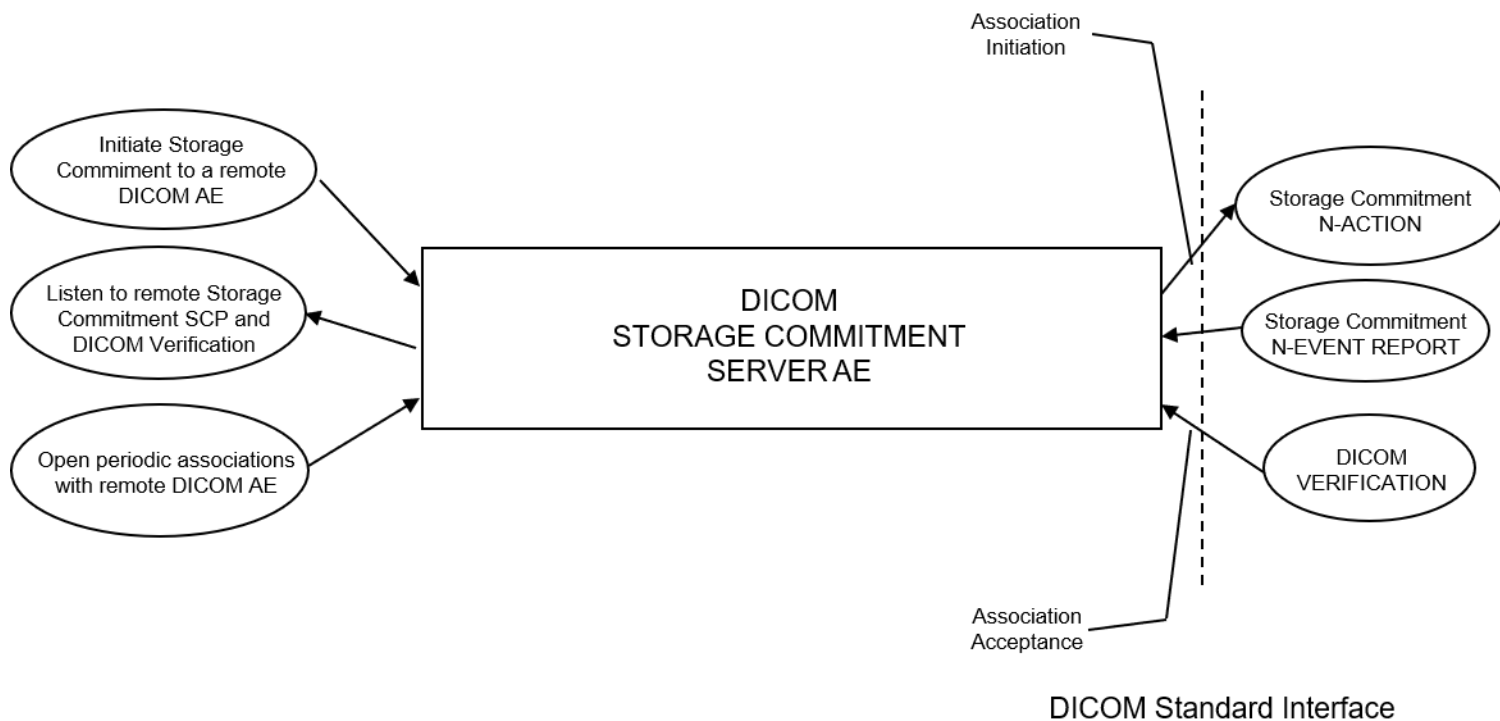 Association
Initiation
Initiate Storage
Commiment to a remote
DICOM AE
Listen to remote Storage
Commitment SCP and
DICOM Verification
Open periodic associations
with remote DICOM AE
DICOM
STORAGE COMMITMENT
SERVER AE
Storage Commitment
N-ACTION
Storage Commitment
N-EVENT REPORT
DICOM
VERIFICATION
Association
Acceptance
DICOM Standard Interface